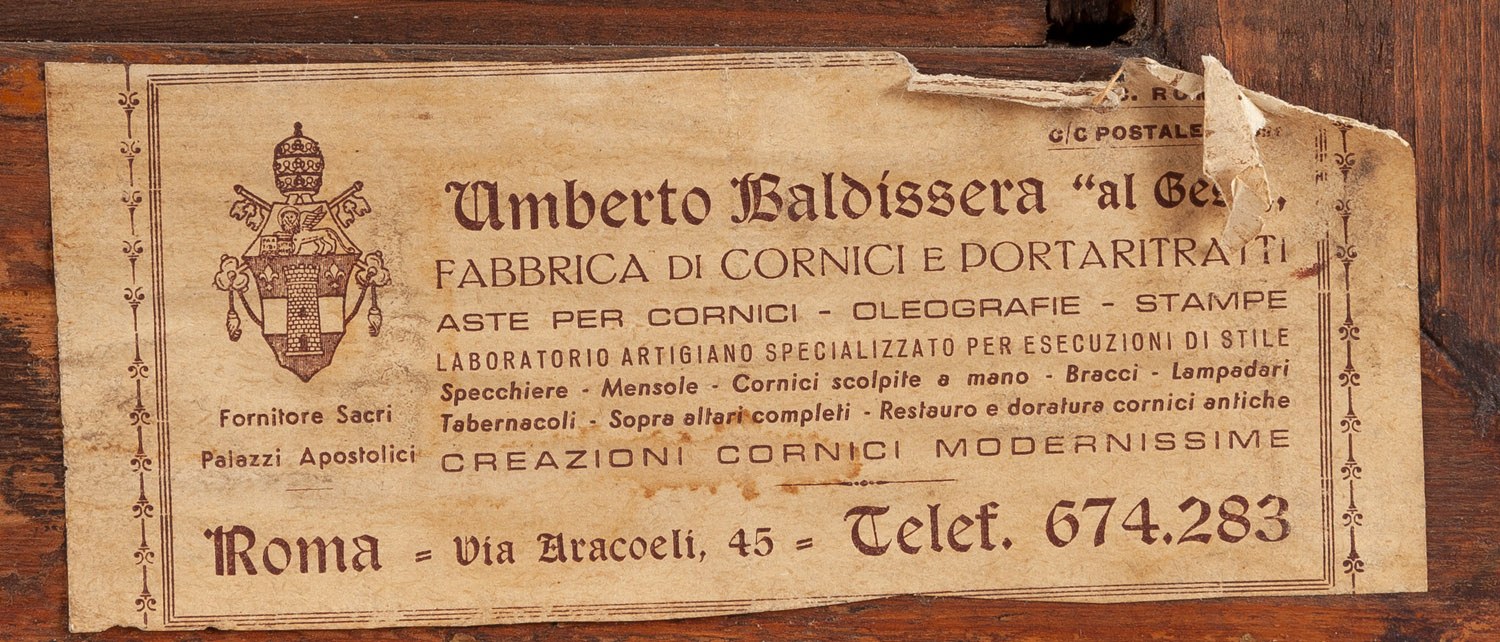 C/C POSTALE
Umberto Baldissera “al
FABBRICA DI CORNICI E PORTARITRATTI
ASTE PER CORNICI - OLEOGRAFIE - STAMPE
LABORATORIO ARTIGIANO SPECIALIZZATO PER ESECUZIONI DI STILE
Specchiere - Mensole - Cornici scolpite a mano - Bracci - Lampadari
Tabernacoli - Sopra altari completi - Restauro e doratura cornici antiche
CREAZIONI CORNICI MODERNISSIME
Fornitore Sacri
Palazzi Apostolici
Roma = Via Aracoeli, 45 = Telef. 674.283